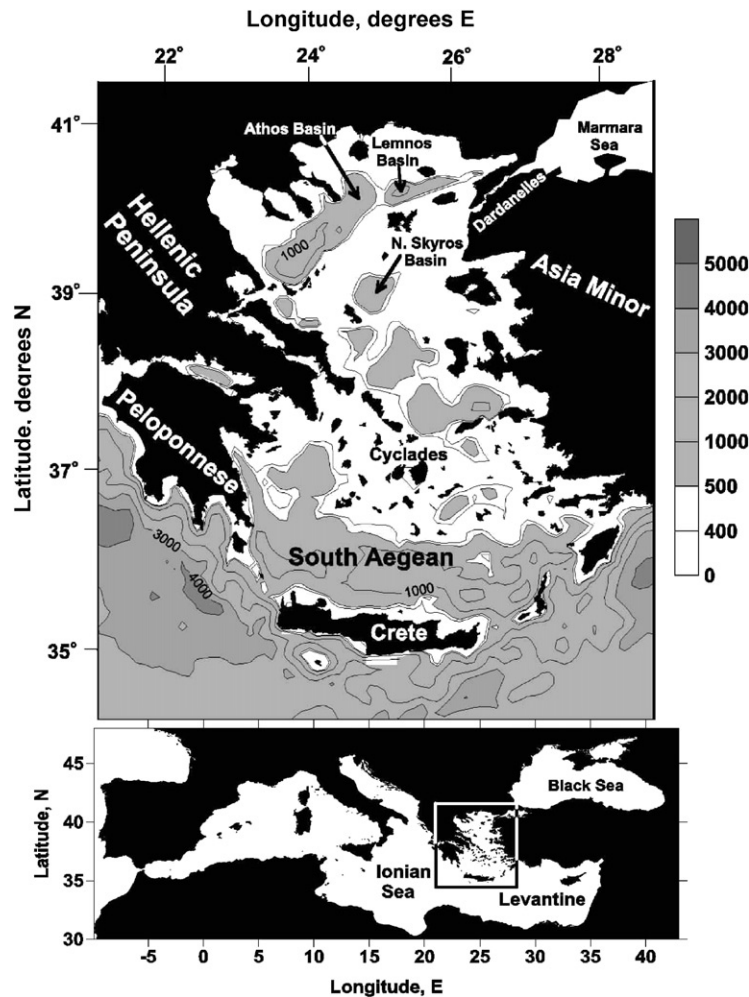 Longitude, degrees E
22°
24°
26°
28°
41°
39°
37°
35°
Latitude. degrees N
Athos Basin
Lemnos
Basin
Marmara
Sea
Dardanelles
Hellenic
Peninsula
1000
N. Skyros
Basin
Asia Minor
Peloponnese
Cyclades
3000
4000
South Aegean
1000
Crete
5000
4000
3000
2000
1000
500
400
0
45
40
35
30
Latitude, N
Black Sea
Ionian
Sea
Levantine
-5
0
5
10
15
20
25
30
35
40
Longitude, E